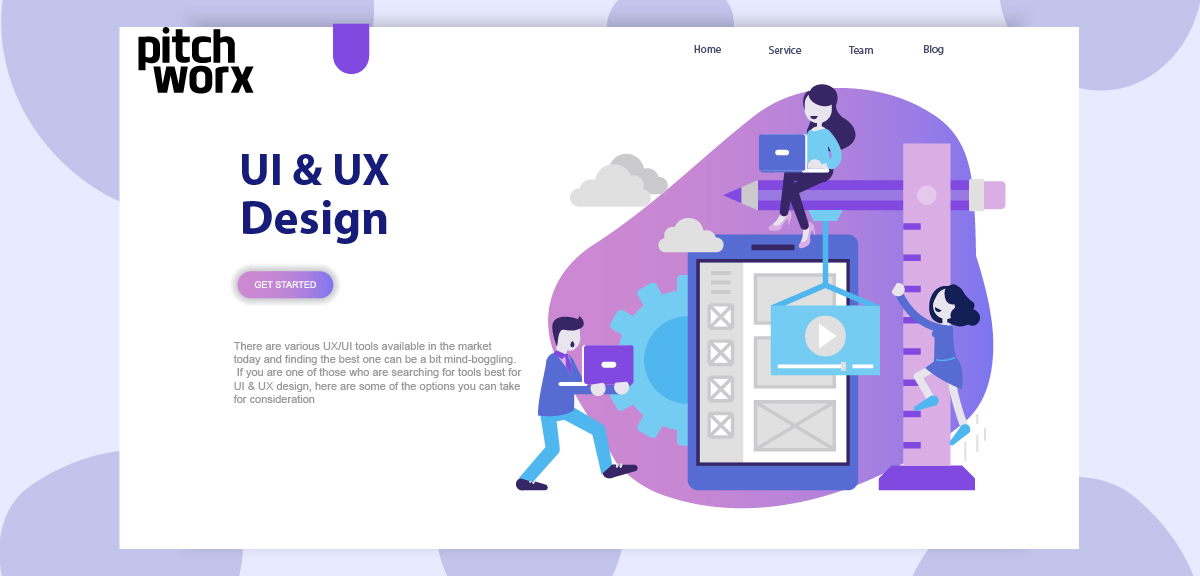 pitch
worx
Home Service Team Blog
UI & UX
Design
GET STARTED
There are various UX/UI tools available in the market
today and finding the best one can be a bit mind-boggling.
If you are one of those who are searching for tools best for
UI & UX design, here are some of the options you can take
for consideration